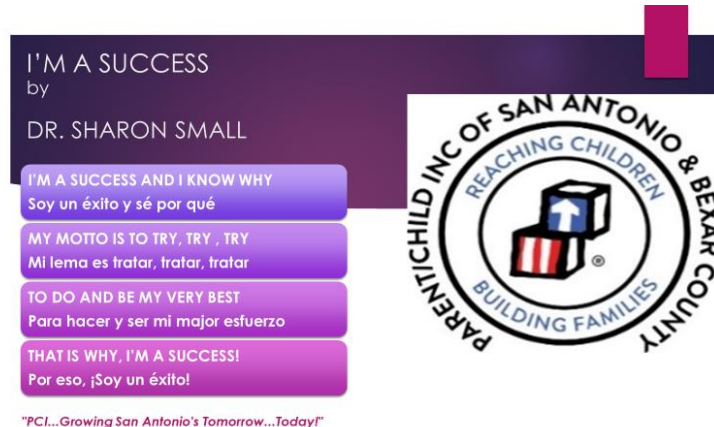 I'M A SUCCESS
by
DR. SHARON SMALL
I'M A SUCCESS AND I KNOW WHY
Soy un éxito y sé por qué
MY MOTTO IS TO TRY, TRY , TRY
Mi lema es tratar, tratar, tratar
TO DO AND BE MY VERY BEST
Para hacer y ser mi major esfuerzo
THAT IS WHY, I'M A SUCCESS!
Por eso, ¡Soy un éxito!
"PCI...Growing San Antonio's Tomorrow...Today!"
PARENT/CHILD INC OF SAN ANTONIO & BEXAR COUNTY
REACHING CHILDREN
BUILDING FAMILIES
®